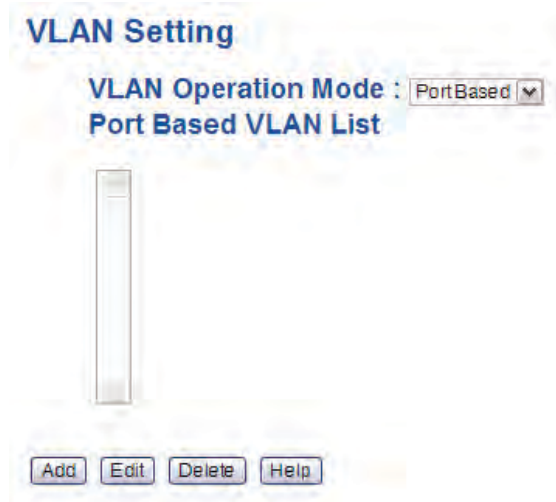 VLAN Setting
VLAN Operation Mode : PortBased
Port Based VLAN List
Add Edit Delete Help